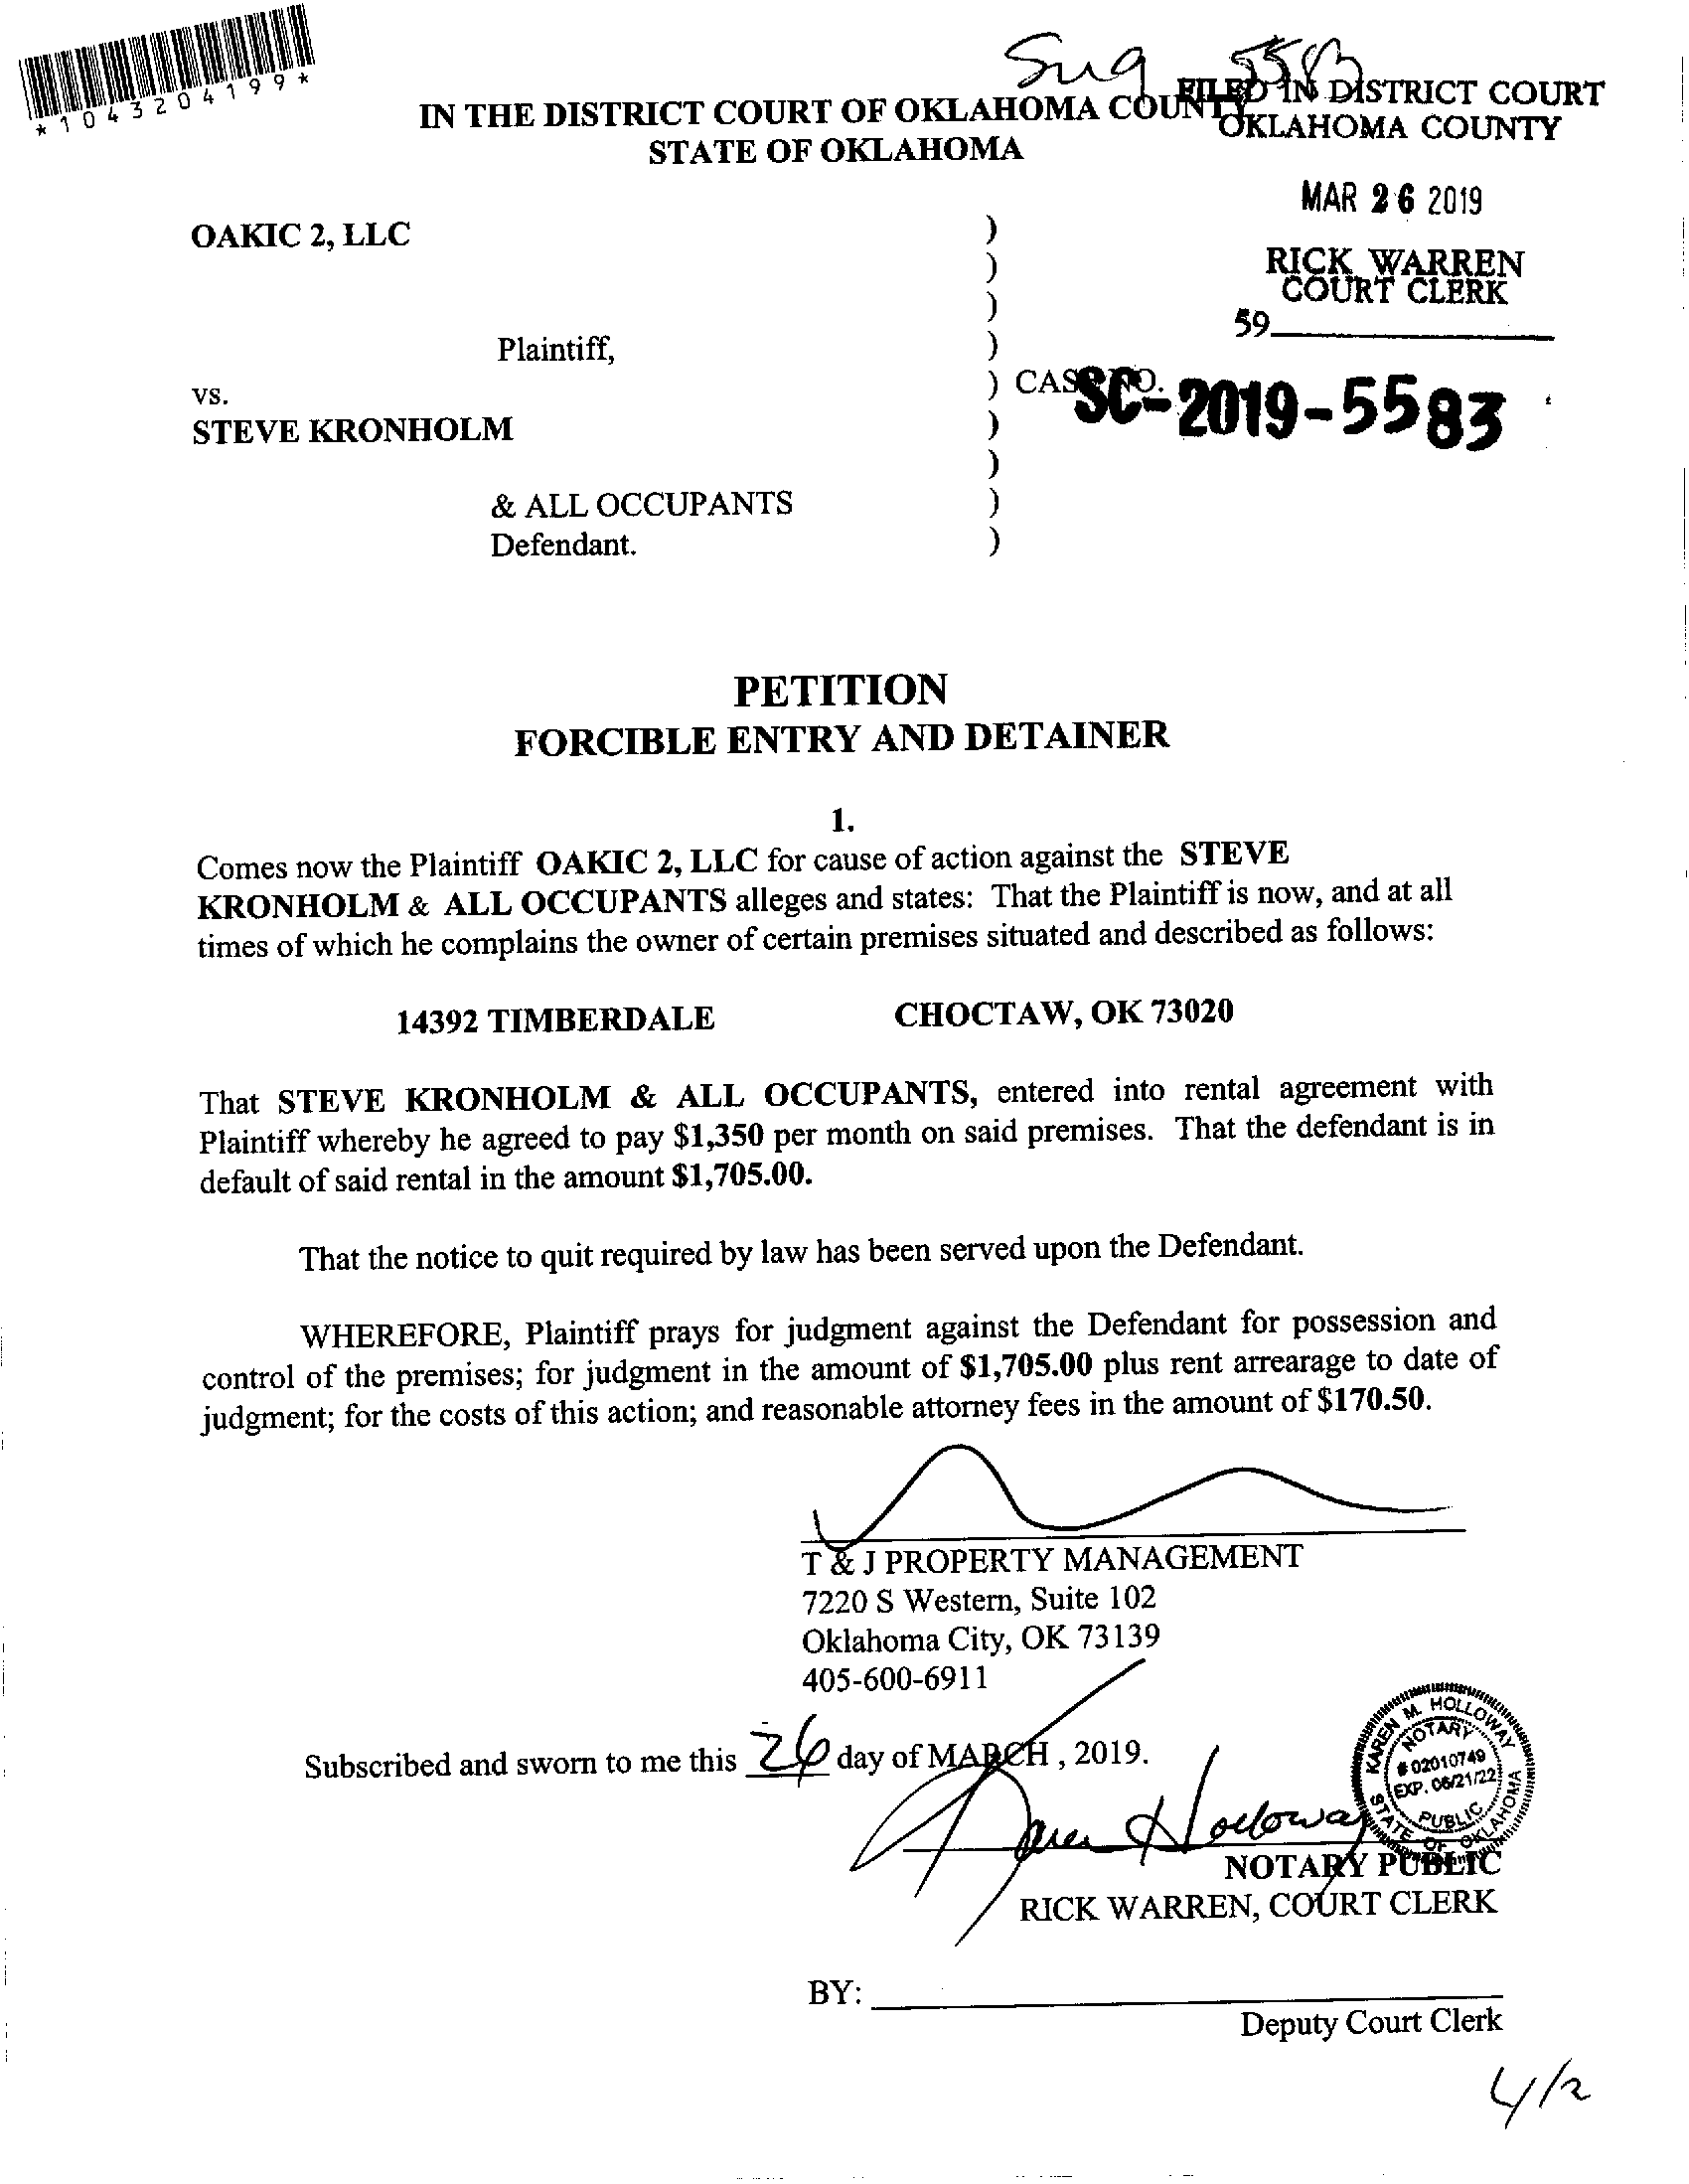 *1043204199*
IN THE DISTRICT COURT OF OKLAHOMA COUNTY
STATE OF OKLAHOMA
FILED IN DISTRICT COURT
OKLAHOMA COUNTY
MAR 26 2019
RICK WARREN
COURT CLERK
59
OAKIC 2, LLC )
)
)
Plaintiff, )
vs. ) CASE NO. SC-2019-5583
STEVE KRONHOLM )
)
& ALL OCCUPANTS )
Defendant. )
PETITION
FORCIBLE ENTRY AND DETAINER
1.
Comes now the Plaintiff OAKIC 2, LLC for cause of action against the STEVE
KRONHOLM & ALL OCCUPANTS alleges and states: That the Plaintiff is now, and at all
times of which he complains the owner of certain premises situated and described as follows:
14392 TIMBERDALE CHOCTAW, OK 73020
That STEVE KRONHOLM & ALL OCCUPANTS, entered into rental agreement with
Plaintiff whereby he agreed to pay $1,350 per month on said premises. That the defendant is in
default of said rental in the amount $1,705.00.
That the notice to quit required by law has been served upon the Defendant.
WHEREFORE, Plaintiff prays for judgment against the Defendant for possession and
control of the premises; for judgment in the amount of $1,705.00 plus rent arrearage to date of
judgment; for the costs of this action; and reasonable attorney fees in the amount of $170.50.
T & J PROPERTY MANAGEMENT
7220 S Western, Suite 102
Oklahoma City, OK 73139
405-600-6911
Subscribed and sworn to me this 26 day of MARCH , 2019.
Karen Holloway
KAREN M. HOLLOWAY
NOTARY
# 02010749
EXP. 06/21/22
PUBLIC
STATE OF OKLAHOMA
NOTARY PUBLIC
RICK WARREN, COURT CLERK
BY:
Deputy Court Clerk
4/2